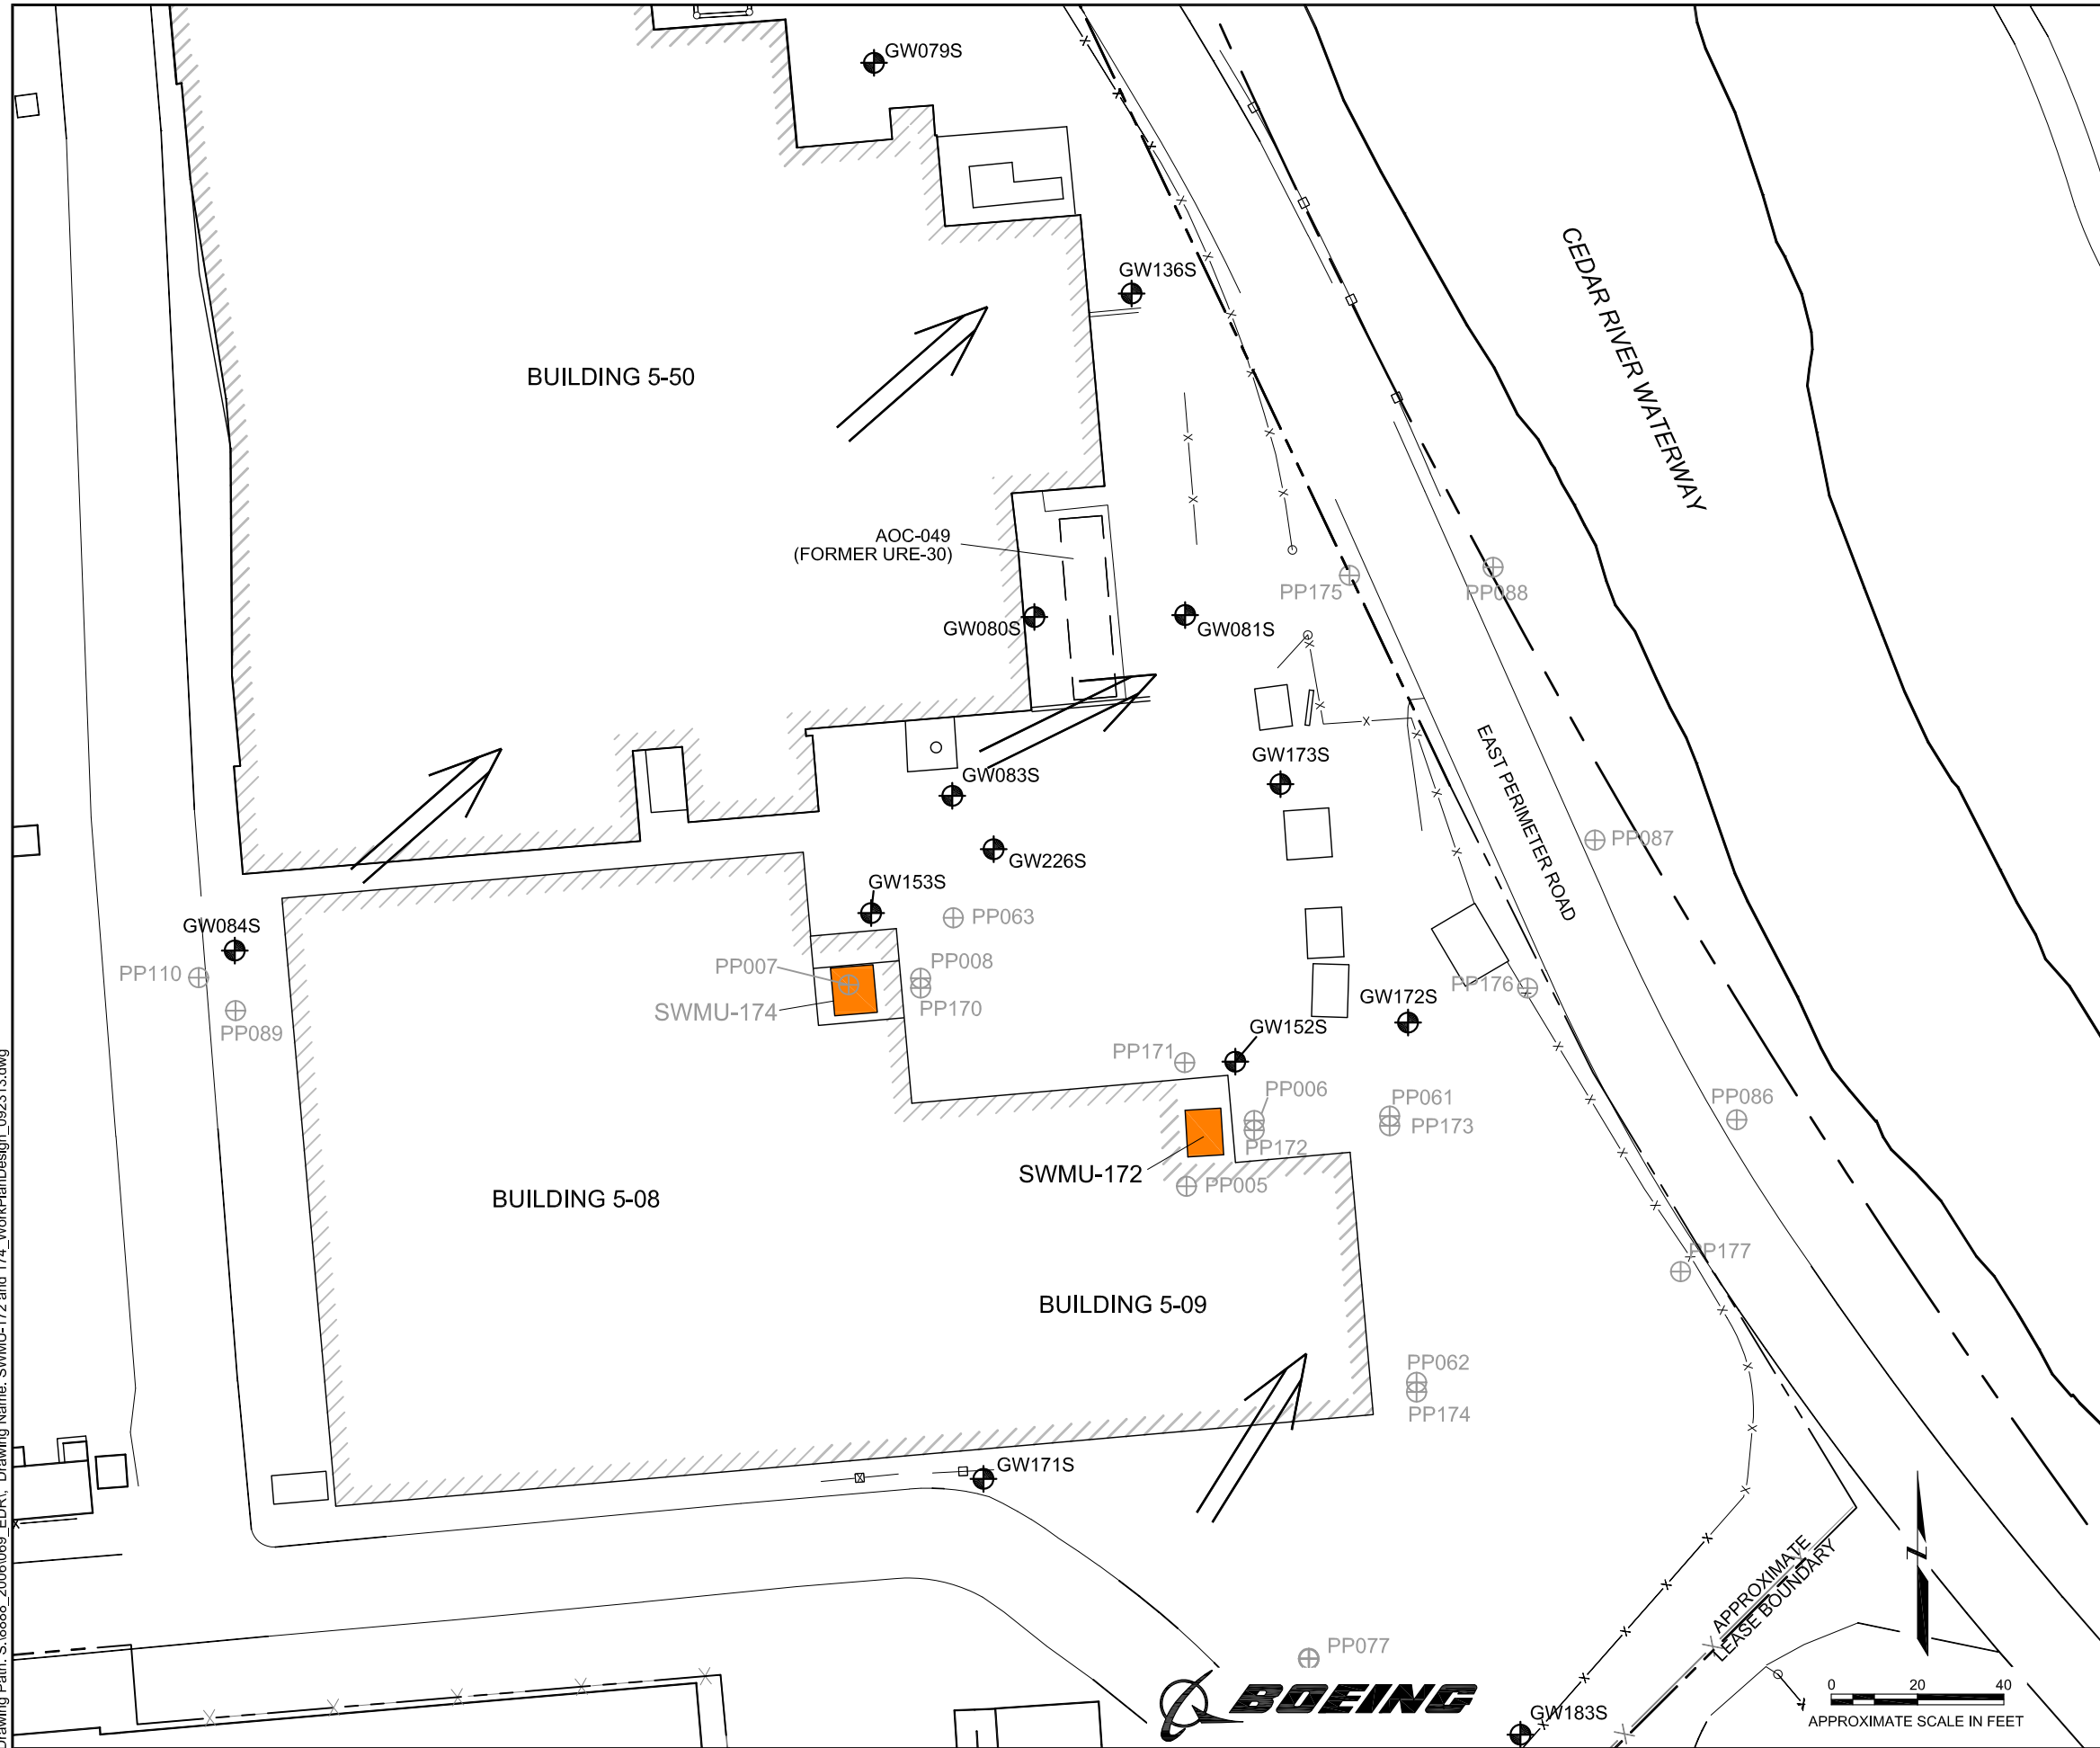 GW079S
GW136S
CEDAR RIVER WATERWAY
BUILDING 5-50
AOC-049
(FORMER URE-30)
PP175
PP088
GW080S
GW081S
EAST PERIMETER ROAD
GW173S
GW083S
PP087
GW226S
GW153S
PP063
GW084S
PP110
PP007
PP008
PP176
GW172S
SWMU-174
PP170
PP089
GW152S
PP171
PP006
PP061
PP086
PP173
PP172
SWMU-172
PP005
BUILDING 5-08
PP177
BUILDING 5-09
PP062
PP174
GW171S
APPROXIMATE
LEASE BOUNDARY
N
PP077
BOEING
GW183S
0 20 40
APPROXIMATE SCALE IN FEET